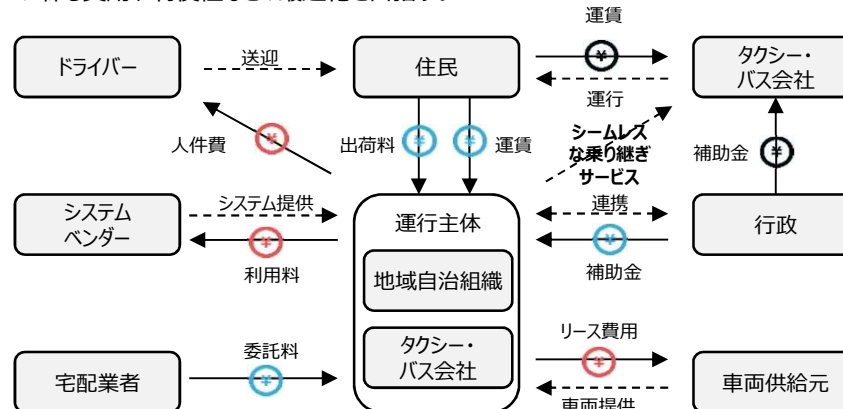 運賃
ドライバー
送迎
住民
タクシー・
バス会社
運行
人件費
出荷料
運賃
シームレス
な乗り継ぎ
サービス
補助金
システム
ベンダー
システム提供
運行主体
連携
行政
利用料
地域自治組織
補助金
タクシー・
バス会社
リース費用
宅配業者
委託料
車両供給元
車両提供